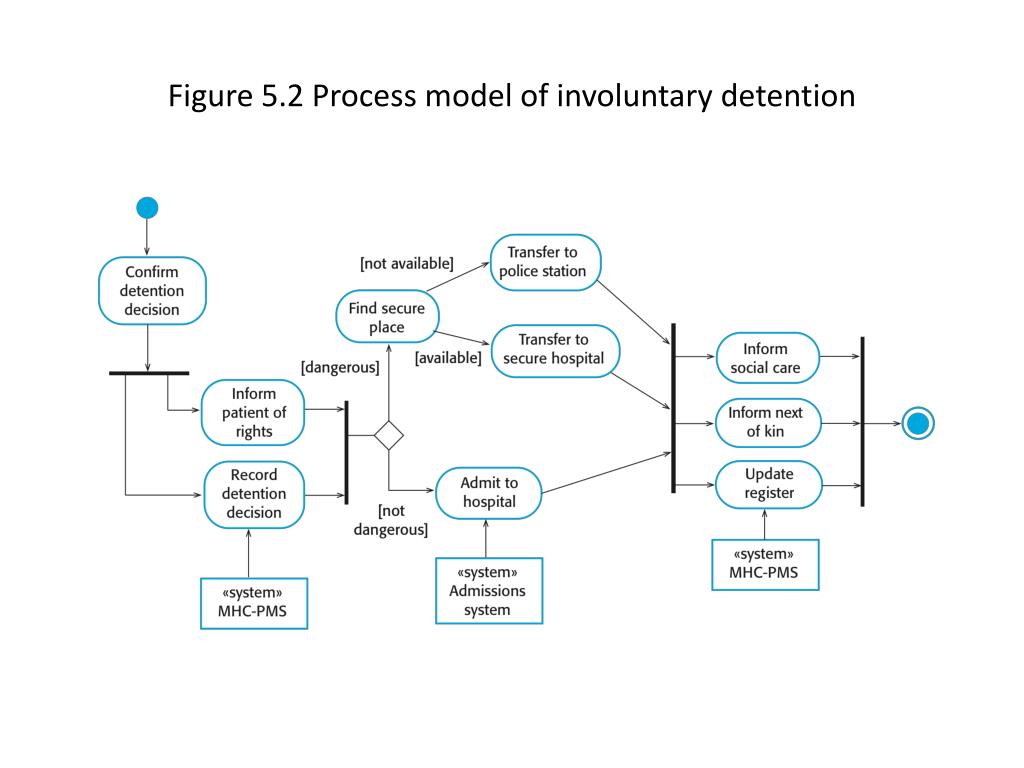 Figure 5.2 Process model of involuntary detention
Confirm
detention
decision
Inform
patient of
rights
Record
detention
decision
«system»
MHC-PMS
[dangerous]
[not
dangerous]
Find secure
place
[not available]
[available]
Transfer to
police station
Transfer to
secure hospital
Admit to
hospital
«system»
Admissions
system
Inform
social care
Inform next
of kin
Update
register
«system»
MHC-PMS